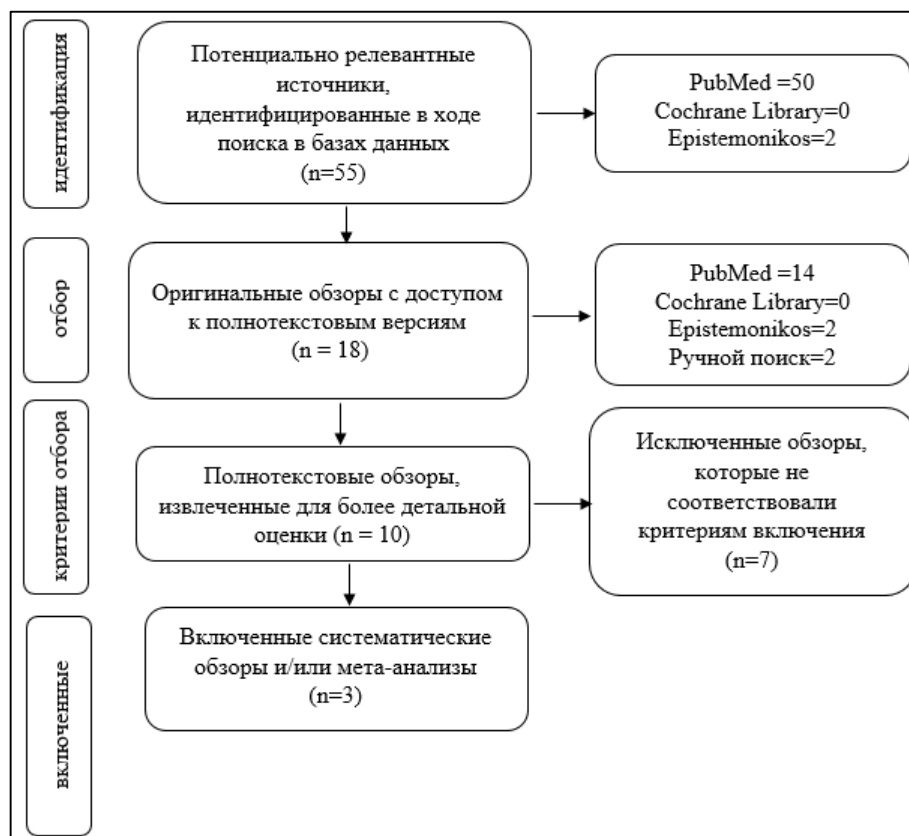 идентификация
Потенциально релевантные
источники,
идентифицированные в ходе
поиска в базах данных
(n=55)
PubMed =50
Cochrane Library=0
Epistemonikos=2
отбор
Оригинальные обзоры с доступом
к полнотекстовым версиям
(n = 18)
PubMed =14
Cochrane Library=0
Epistemonikos=2
Ручной поиск=2
критерии отбора
Полнотекстовые обзоры,
извлеченные для более детальной
оценки (n = 10)
Исключенные обзоры,
которые не
соответствовали
критериям включения
(n=7)
включенные
Включенные систематические
обзоры и/или мета-анализы
(n=3)